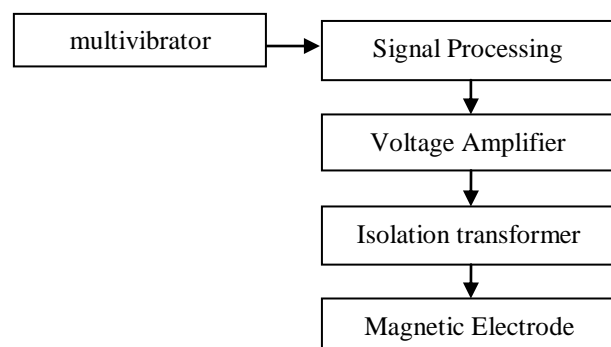 multivibrator
Signal Processing
Voltage Amplifier
Isolation transformer
Magnetic Electrode